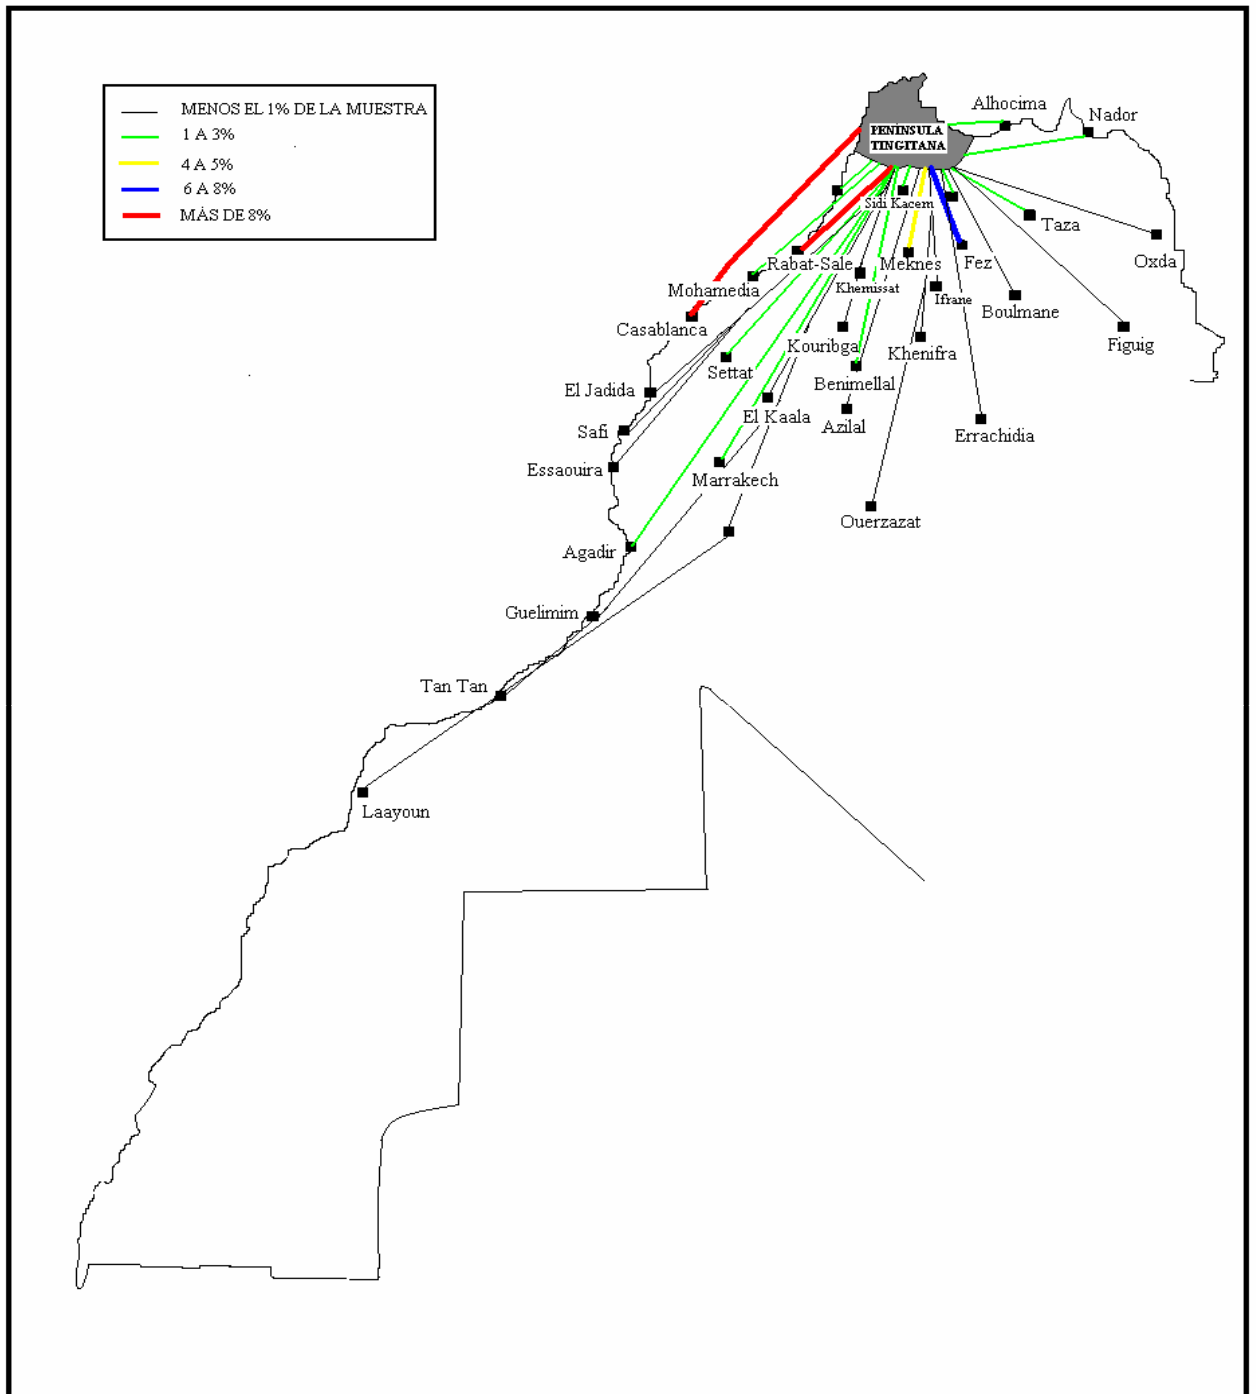 MENOS EL 1% DE LA MUESTRA
1 A 3%
4 A 5%
6 A 8%
MÁS DE 8%
Alhocima
Nador
PENINSULA
TINGITANA
Sidi Kacem
Taza
Oxda
Rabat-Sale
Meknes
Fez
Mohamedia
Khemissat
Ifrane
Boulmane
Casablanca
Kouribga
Khenifra
Figuig
Settat
Benimellal
El Jadida
El Kaala
Azilal
Errachidia
Safi
Essaouira
Marrakech
Ouerzazat
Agadir
Guelimim
Tan Tan
Laayoun